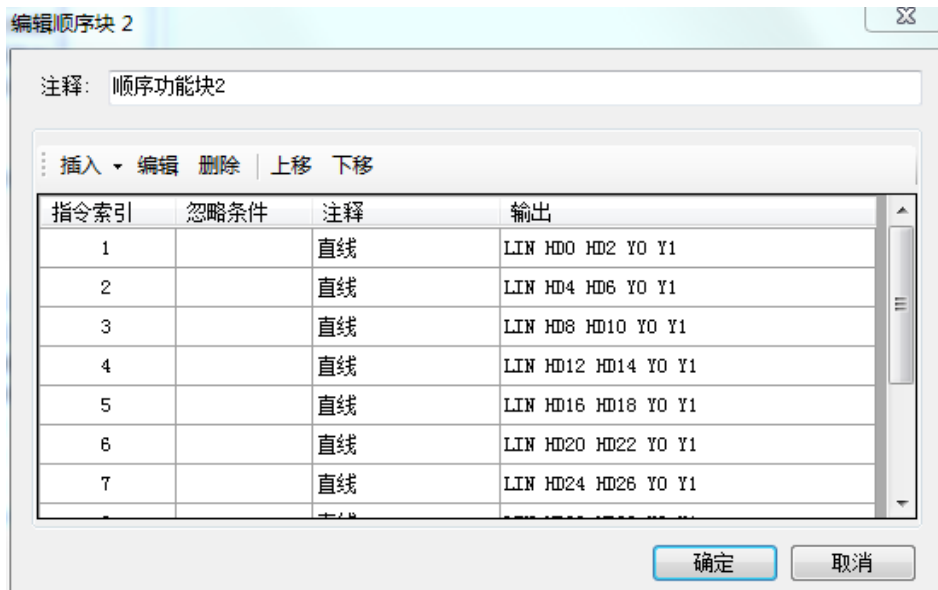 编辑顺序块 2
注释: 顺序功能块2
插入 编辑 删除 上移 下移
指令索引 忽略条件 注释 输出
1 直线 LIN HD0 HD2 Y0 Y1
2 直线 LIN HD4 HD6 Y0 Y1
3 直线 LIN HD8 HD10 Y0 Y1
4 直线 LIN HD12 HD14 Y0 Y1
5 直线 LIN HD16 HD18 Y0 Y1
6 直线 LIN HD20 HD22 Y0 Y1
7 直线 LIN HD24 HD26 Y0 Y1
确定 取消